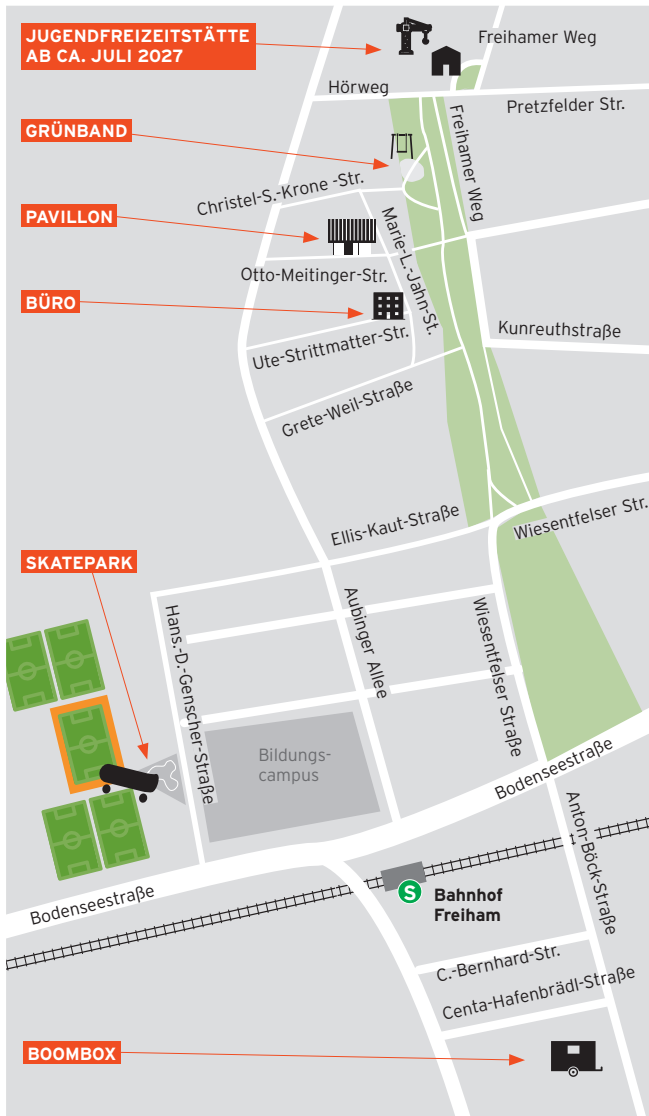 JUGENDFREIZEITSTÄTTE
AB CA. JULI 2027
Freihamer Weg
Hörweg
Pretzfelder Str.
GRÜNBAND
Freihamer Weg
Christel-S.-Krone -Str.
PAVILLON
Marie-L.-Jahn-St.
Otto-Meitinger-Str.
BÜRO
Ute-Strittmatter-Str.
Kunreuthstraße
Grete-Weil-Straße
Ellis-Kaut-Straße
Wiesentfelser Str.
SKATEPARK
Hans.-D.-Genscher-Straße
Aubinger Allee
Wiesentfelser Straße
Bildungs-
campus
Bodenseestraße
Anton-Böck-Straße
S
Bahnhof
Freiham
Bodenseestraße
C.-Bernhard-Str.
Centa-Hafenbrädl-Straße
BOOMBOX